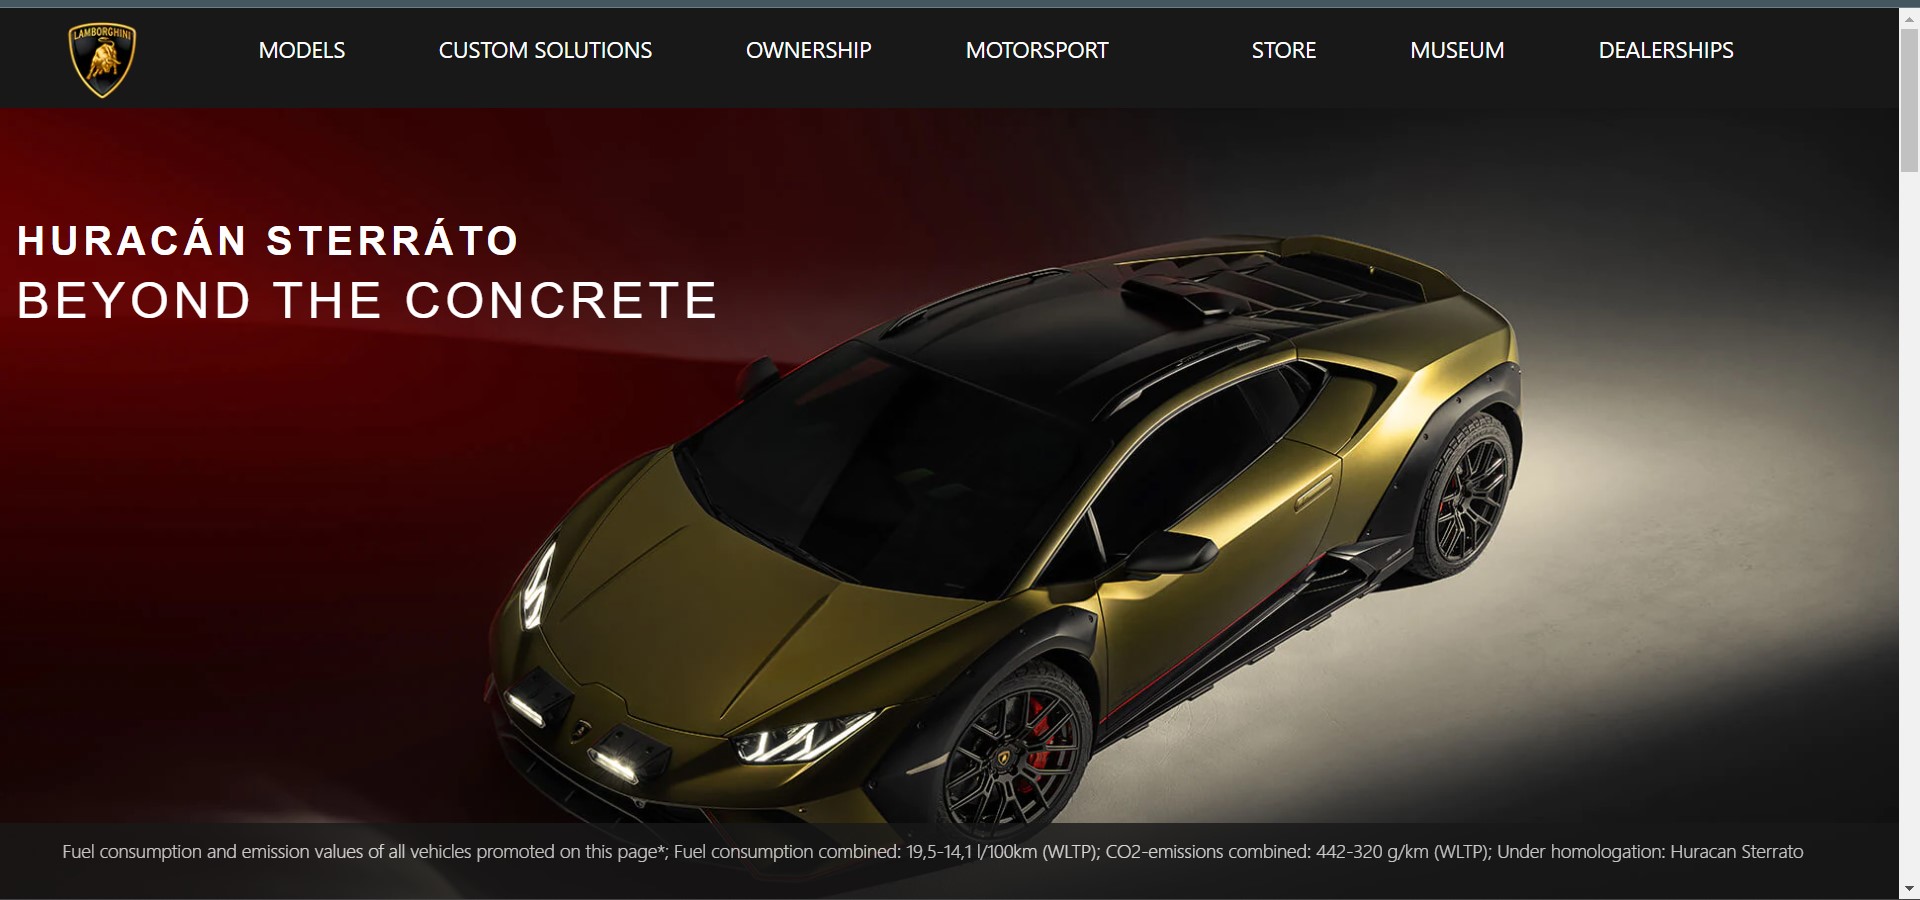 LAMBORGHINI
MODELS CUSTOM SOLUTIONS OWNERSHIP MOTORSPORT STORE MUSEUM DEALERSHIPS
HURACÁN STERRÁTO
BEYOND THE CONCRETE
Fuel consumption and emission values of all vehicles promoted on this page*; Fuel consumption combined: 19,5-14,1 l/100km (WLTP); CO2-emissions combined: 442-320 g/km (WLTP); Under homologation: Huracan Sterrato